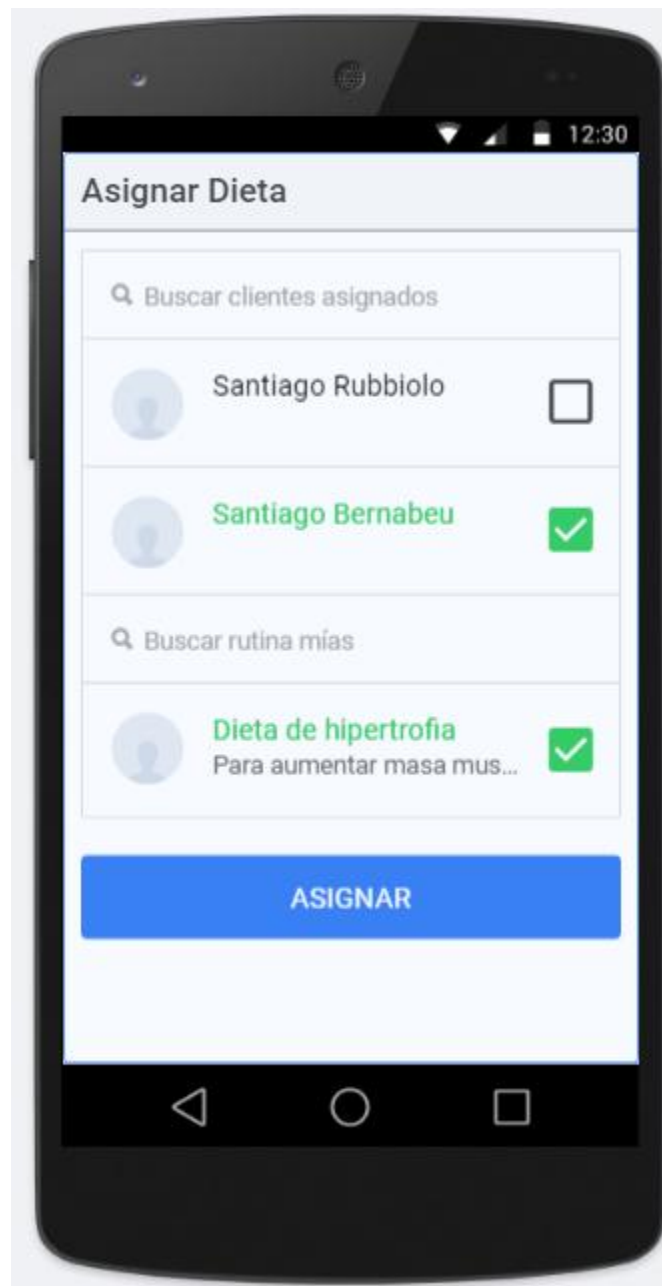 12:30
Asignar Dieta
Buscar clientes asignados
Santiago Rubbiolo
Santiago Bernabeu
Buscar rutina mías
Dieta de hipertrofia
Para aumentar masa mus...
ASIGNAR